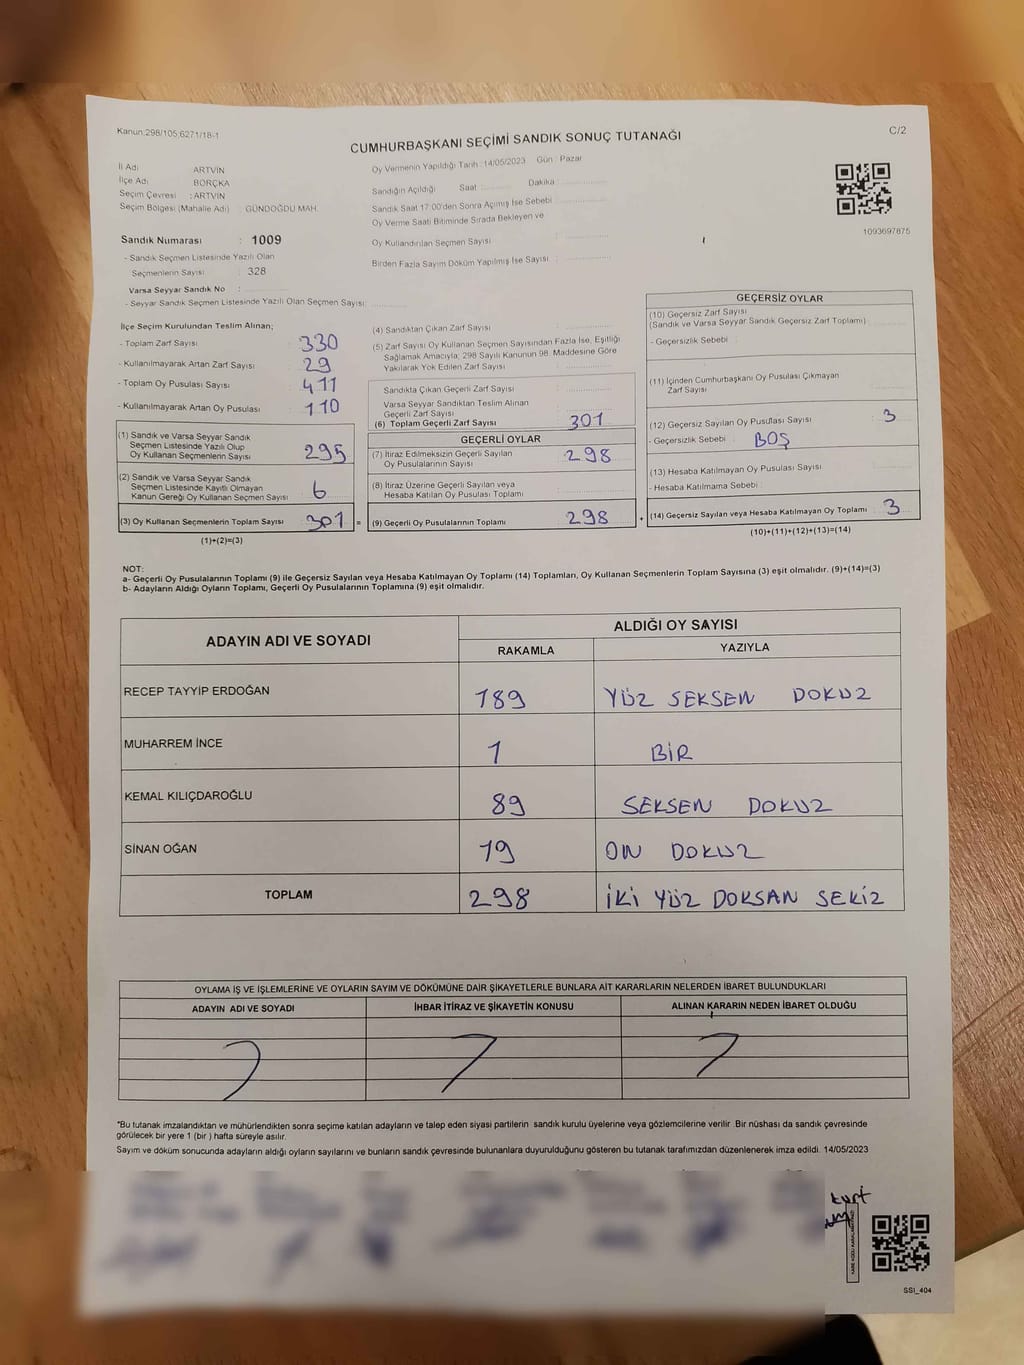 Kanun:298/105;6271/18-1
C/2
CUMHURBAŞKANI SEÇİMİ SANDIK SONUÇ TUTANAĞI
İl Adı ARTVİN
İlçe Adı BORÇKA
Seçim Çevresi : ARTVİN
Seçim Bölgesi (Mahalle Adı) : GÜNDOĞDU MAH.
Sandık Numarası : 1009
- Sandık Seçmen Listesinde Yazılı Olan
Seçmenlerin Sayısı : 328
Varsa Seyyar Sandık No :
- Seyyar Sandık Seçmen Listesinde Yazılı Olan Seçmen Sayısı:
Oy Vermenin Yapıldığı Tarih :14/05/2023 Gün : Pazar
Sandığın Açıldığı Saat Dakika
Sandık Saat 17:00'den Sonra Açımış İse Sebebi
Oy Verme Saati Bitiminde Sırada Bekleyen ve
Oy Kullandırılan Seçmen Sayısı :
Birden Fazla Sayım Döküm Yapılmış İse Sayısı :
1093697875
İlçe Seçim Kurulundan Teslim Alınan;
- Toplam Zarf Sayısı : 330
- Kullanılmayarak Artan Zarf Sayısı : 29
- Toplam Oy Pusulası Sayısı : 411
- Kullanılmayarak Artan Oy Pusulası : 110
(1) Sandık ve Varsa Seyyar Sandık
Seçmen Listesinde Yazılı Olup
Oy Kullanan Seçmenlerin Sayısı : 295
(2) Sandık ve Varsa Seyyar Sandık
Seçmen Listesinde Kayıtlı Olmayan
Kanun Gereği Oy Kullanan Seçmen Sayısı : 6
(3) Oy Kullanan Seçmenlerin Toplam Sayısı : 301 =
(1)+(2)=(3)
(4) Sandıktan Çıkan Zarf Sayısı :
(5) Zarf Sayısı Oy Kullanan Seçmen Sayısından Fazla İse, Eşitliği
Sağlamak Amacıyla; 298 Sayılı Kanunun 98. Maddesine Göre
Yakılarak Yok Edilen Zarf Sayısı :
Sandıkta Çıkan Geçerli Zarf Sayısı :
Varsa Seyyar Sandıktan Teslim Alınan
Geçerli Zarf Sayısı
(6) Toplam Geçerli Zarf Sayısı : 301
GEÇERLİ OYLAR
(7) İtiraz Edilmeksizin Geçerli Sayılan
Oy Pusulalarının Sayısı : 298
(8) İtiraz Üzerine Geçerli Sayılan veya
Hesaba Katılan Oy Pusulası Toplamı :
(9) Geçerli Oy Pusulalarının Toplamı : 298 +
GEÇERSİZ OYLAR
(10) Geçersiz Zarf Sayısı
(Sandık ve Varsa Seyyar Sandık Geçersiz Zarf Toplamı)
- Geçersizlik Sebebi :
(11) İçinden Cumhurbaşkanı Oy Pusulası Çıkmayan
Zarf Sayısı
(12) Geçersiz Sayılan Oy Pusulası Sayısı : 3
- Geçersizlik Sebebi : BOŞ
(13) Hesaba Katılmayan Oy Pusulası Sayısı :
- Hesaba Katılmama Sebebi :
(14) Geçersiz Sayılan veya Hesaba Katılmayan Oy Toplamı : 3
(10)+(11)+(12)+(13)=(14)
NOT:
a- Geçerli Oy Pusulalarının Toplamı (9) ile Geçersiz Sayılan veya Hesaba Katılmayan Oy Toplamı (14) Toplamları, Oy Kullanan Seçmenlerin Toplam Sayısına (3) eşit olmalıdır. (9)+(14)=(3)
b- Adayların Aldığı Oyların Toplamı, Geçerli Oy Pusulalarının Toplamına (9) eşit olmalıdır.
ADAYIN ADI VE SOYADI ALDIĞI OY SAYISI
RAKAMLA YAZIYLA
RECEP TAYYİP ERDOĞAN 189 YÜZ SEKSEN DOKUZ
MUHARREM İNCE 1 BİR
KEMAL KILIÇDAROĞLU 89 SEKSEN DOKUZ
SİNAN OĞAN 19 ON DOKUZ
TOPLAM 298 İKİ YÜZ DOKSAN SEKİZ
OYLAMA İŞ VE İŞLEMLERİNE VE OYLARIN SAYIM VE DÖKÜMÜNE DAİR ŞİKAYETLERLE BUNLARA AİT KARARLARIN NELERDEN İBARET BULUNDUKLARI
ADAYIN ADI VE SOYADI İHBAR İTİRAZ VE ŞİKAYETİN KONUSU ALINAN KARARIN NEDEN İBARET OLDUĞU
*Bu tutanak imzalandıktan ve mühürlendikten sonra seçime katılan adayların ve talep eden siyasi partilerin sandık kurulu üyelerine veya gözlemcilerine verilir. Bir nüshası da sandık çevresinde
görülecek bir yere 1 (bir ) hafta süreyle asılır.
Sayım ve döküm sonucunda adayların aldığı oyların sayılarını ve bunların sandık çevresinde bulunanlara duyurulduğunu gösteren bu tutanak tarafımızdan düzenlenerek imza edildi. 14/05/2023
kurt
SSI_404